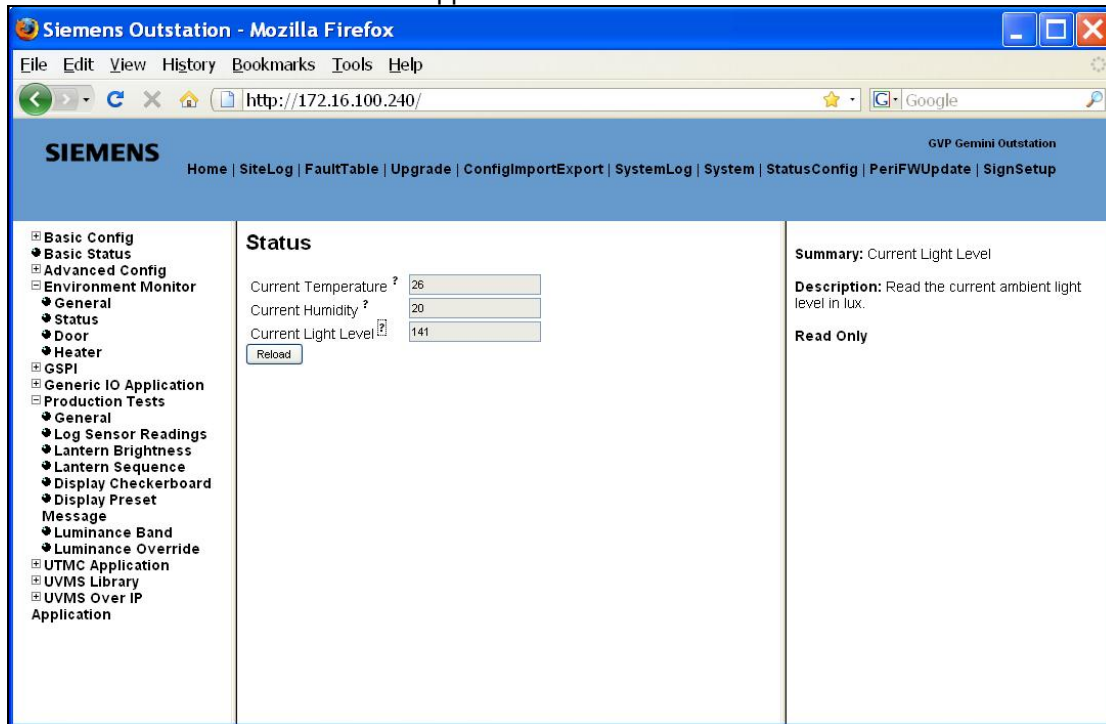 Siemens Outstation - Mozilla Firefox
File Edit View History Bookmarks Tools Help
http://172.16.100.240/
G Google
SIEMENS
GVP Gemini Outstation
Home | SiteLog | FaultTable | Upgrade | ConfigImportExport | SystemLog | System | StatusConfig | PeriFWUpdate | SignSetup
Basic Config
Basic Status
Advanced Config
Environment Monitor
General
Status
Door
Heater
GSPI
Generic IO Application
Production Tests
General
Log Sensor Readings
Lantern Brightness
Lantern Sequence
Display Checkerboard
Display Preset
Message
Luminance Band
Luminance Override
UTMC Application
UVMS Library
UVMS Over IP
Application
Status
Current Temperature ? 26
Current Humidity ? 20
Current Light Level ? 141
Reload
Summary: Current Light Level
Description: Read the current ambient light
level in lux.
Read Only